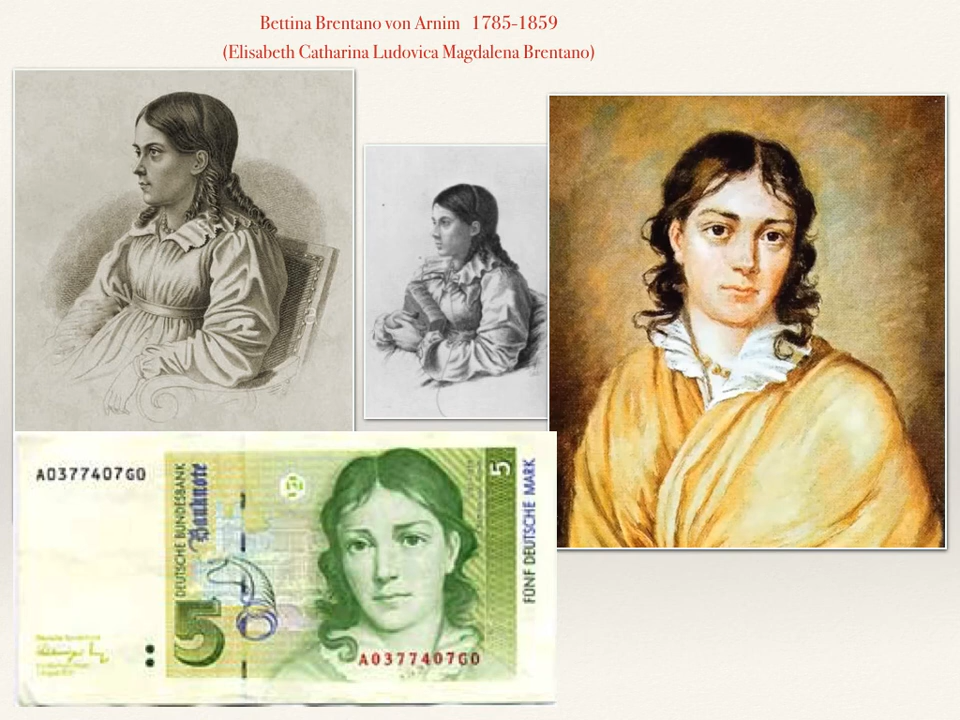 Bettina Brentano von Arnim 1785-1859
(Elisabeth Catharina Ludovica Magdalena Brentano)
A0377407G0
DEUTSCHE BUNDESBANK
Banknote
5
5
FÜNF DEUTSCHE MARK
A0377407G0